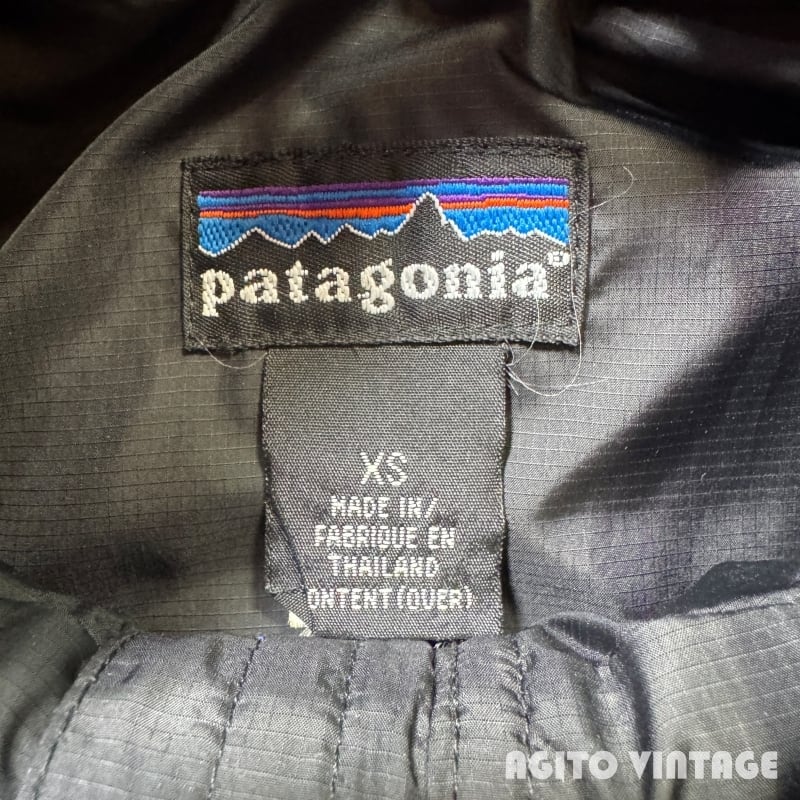 patagonia®
XS
MADE IN/
FABRIQUE EN
THAILAND
ONTENT (OVER)
AGITO VINTAGE